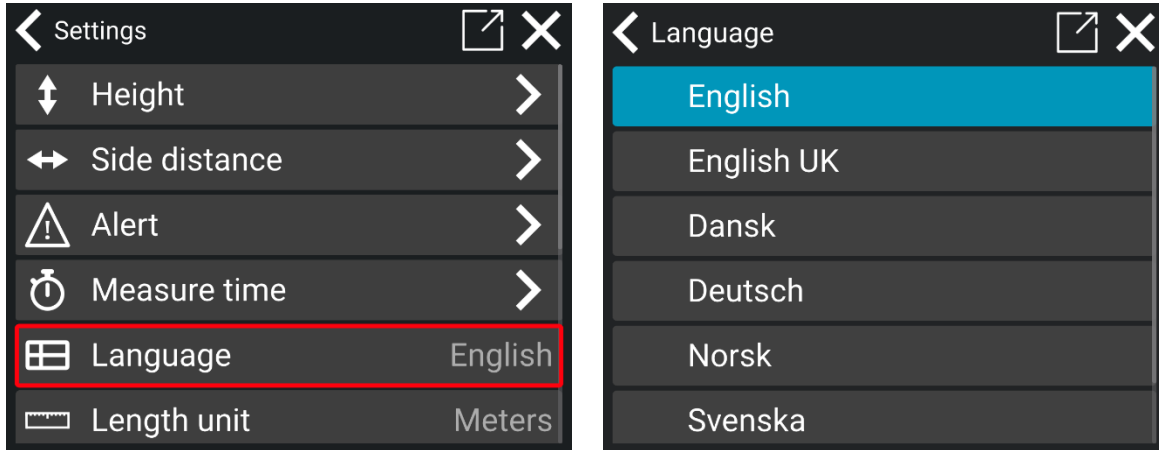 Settings
Height
Side distance
Alert
Measure time
Language English
Length unit Meters
Language
English
English UK
Dansk
Deutsch
Norsk
Svenska